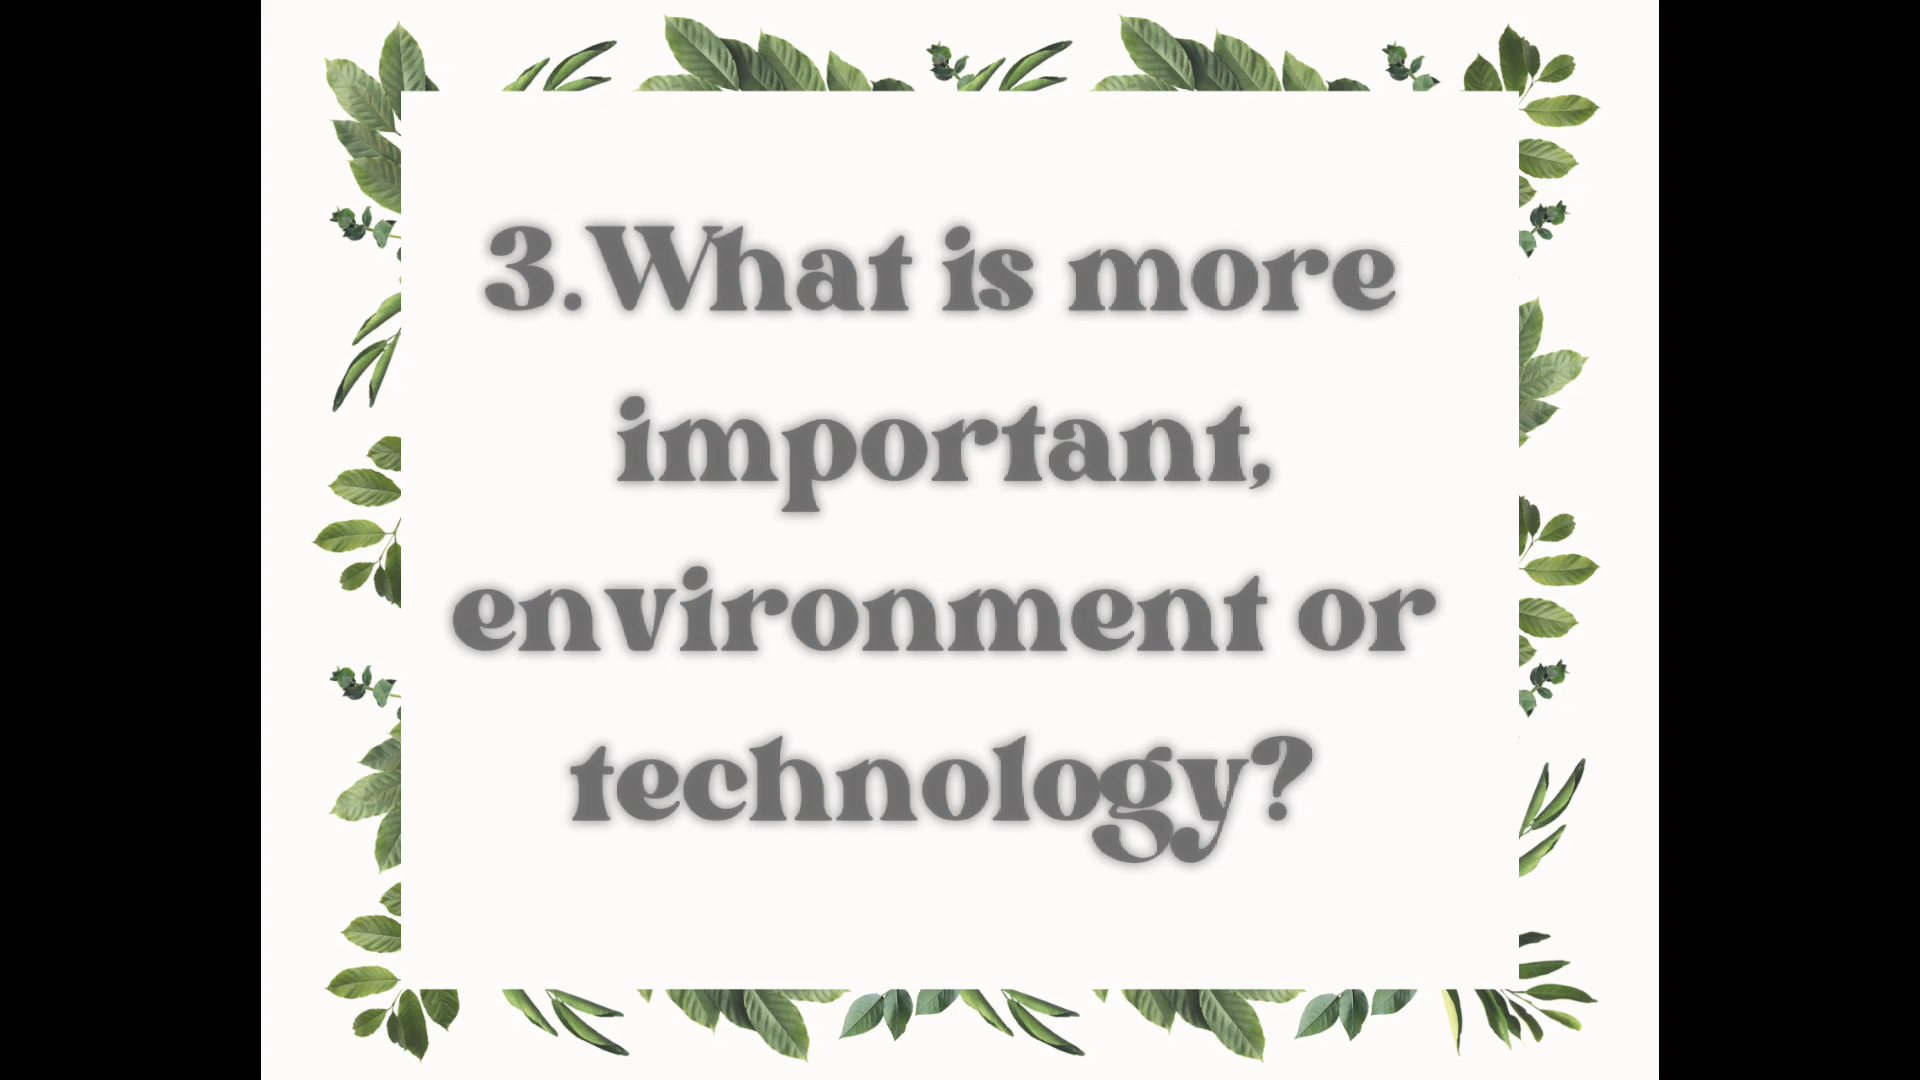 3.What is more
important,
environment or
technology?